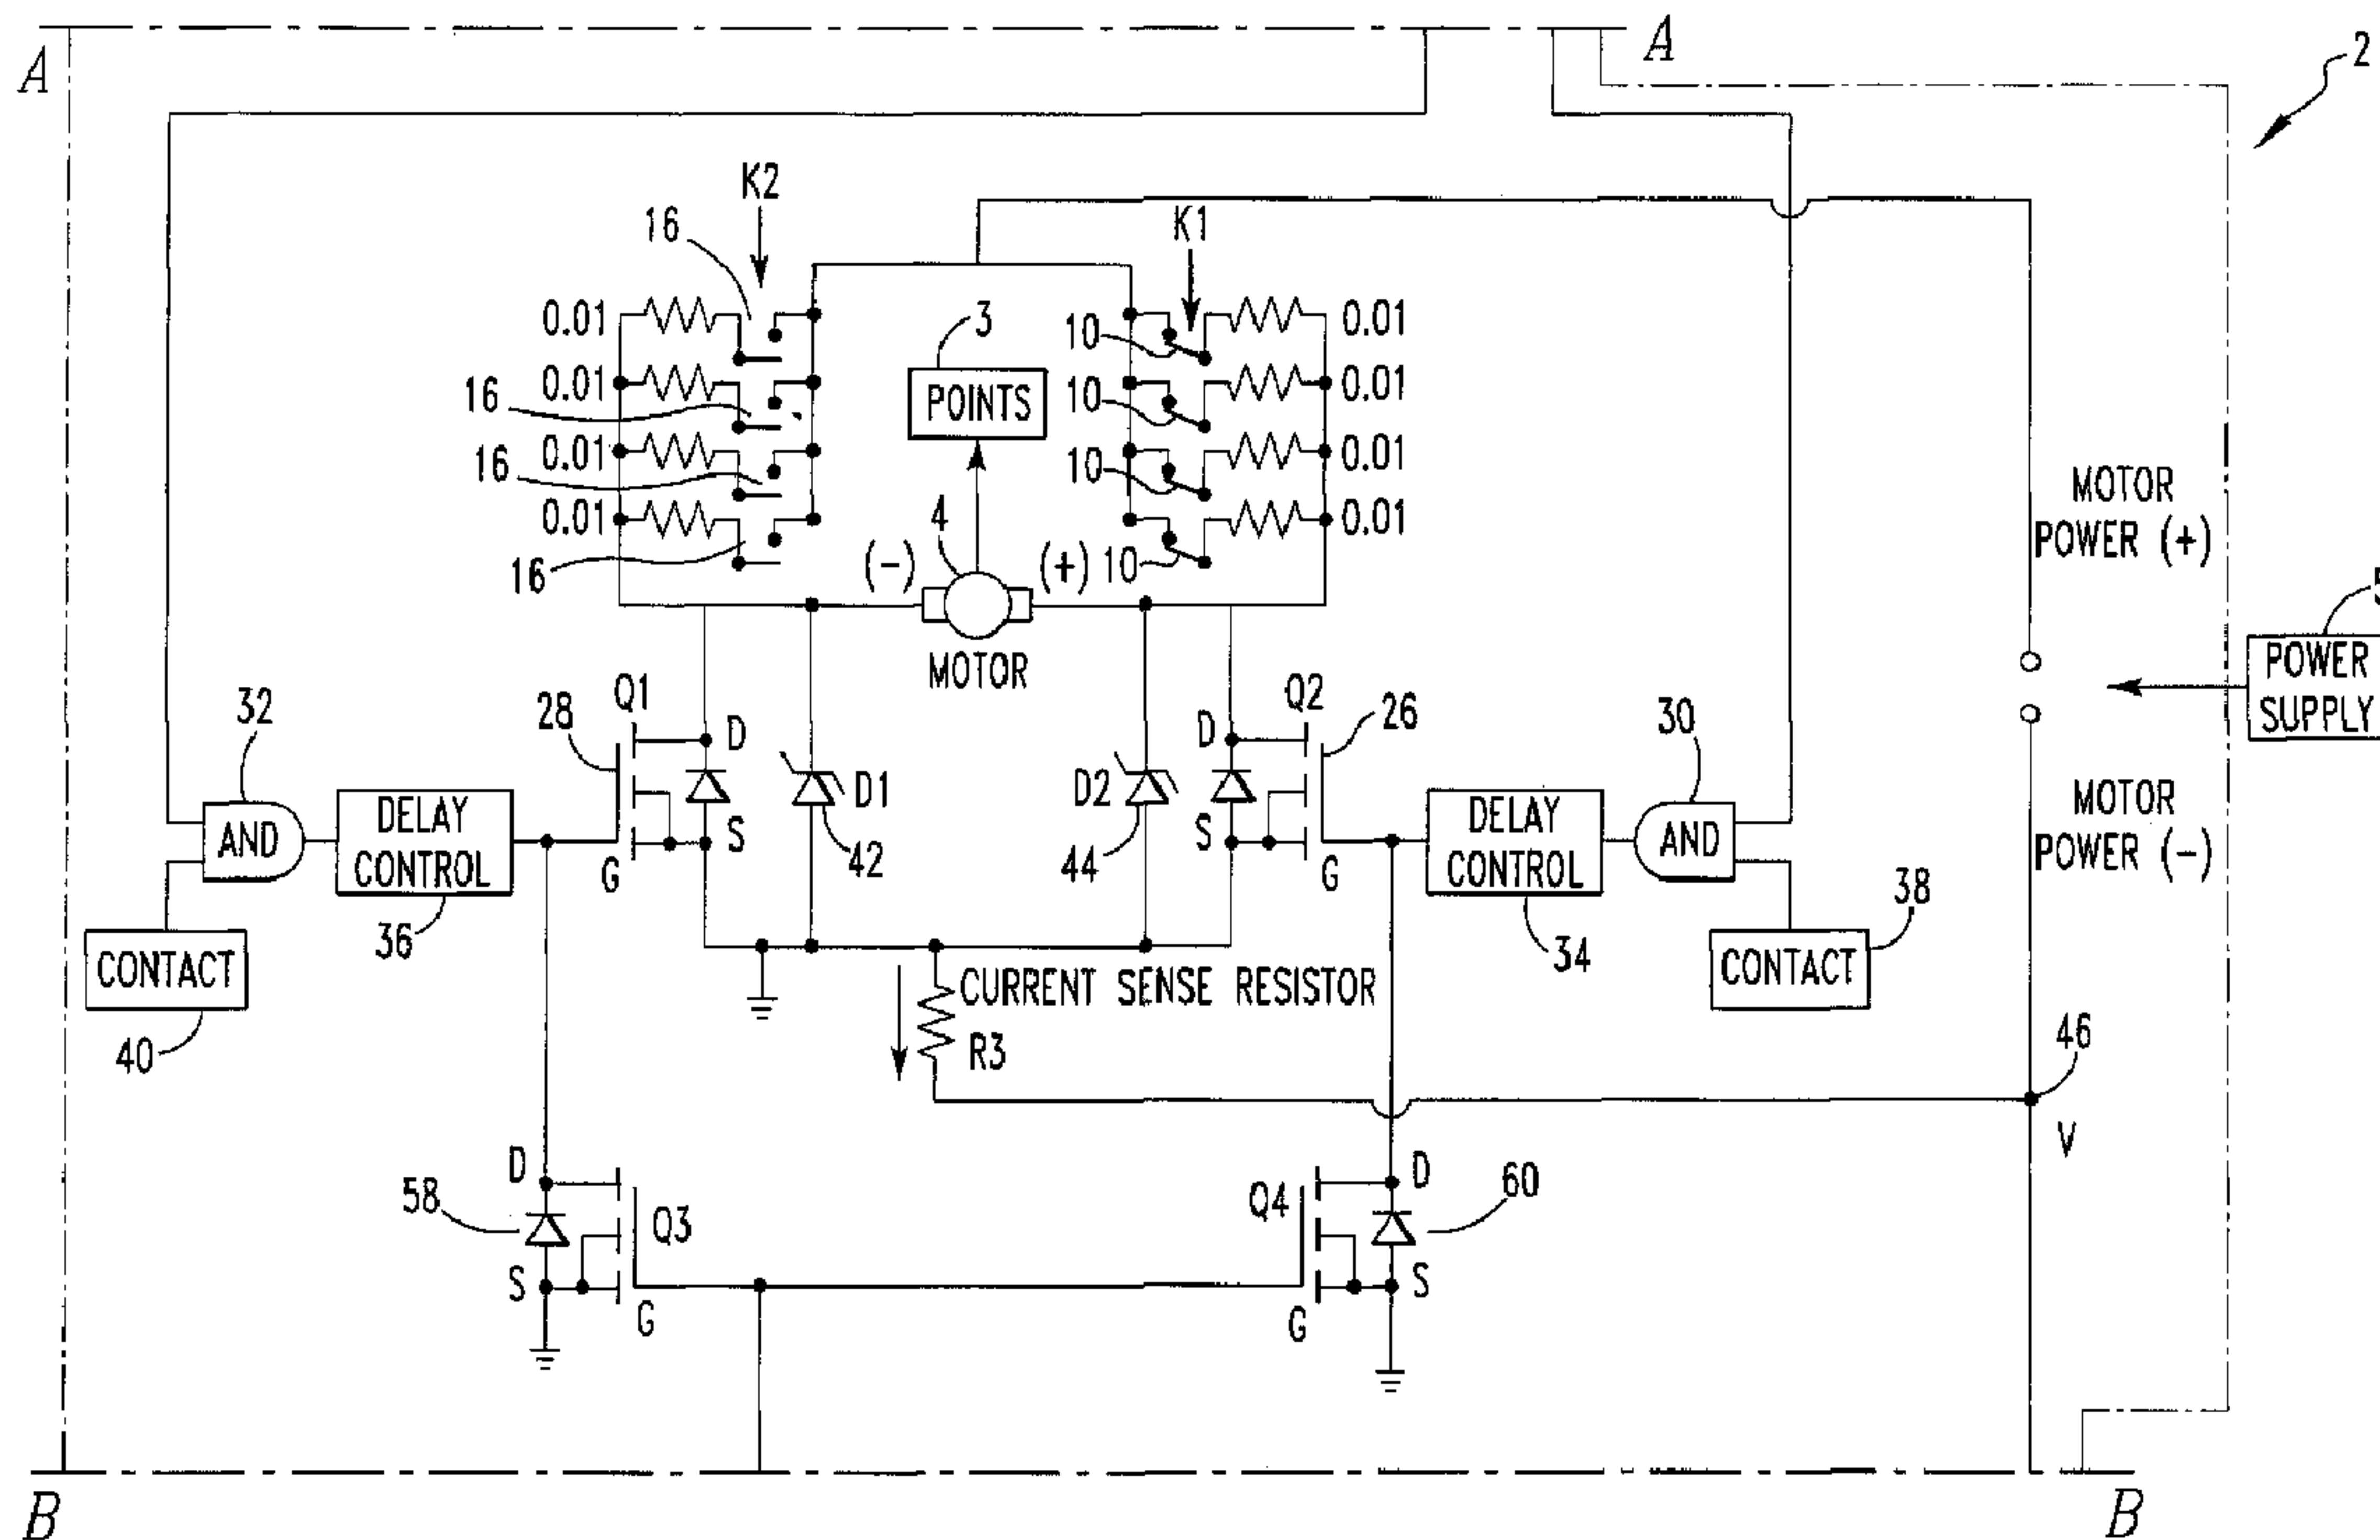 A
A
2
K2
16
K1
0.01
3
10
0.01
0.01
10
0.01
16
POINTS
0.01
10
0.01
16
MOTOR
POWER (+)
0.01
4
0.01
16
(-)
(+)
10
5
MOTOR
POWER
SUPPLY
32
28
Q1
D
Q2
D
26
30
DELAY
CONTROL
D1
D2
DELAY
CONTROL
MOTOR
POWER (-)
AND
S
S
AND
G
42
44
G
36
34
38
CONTACT
CURRENT SENSE RESISTOR
CONTACT
40
R3
46
V
D
D
58
Q3
Q4
60
S
S
G
G
B
B